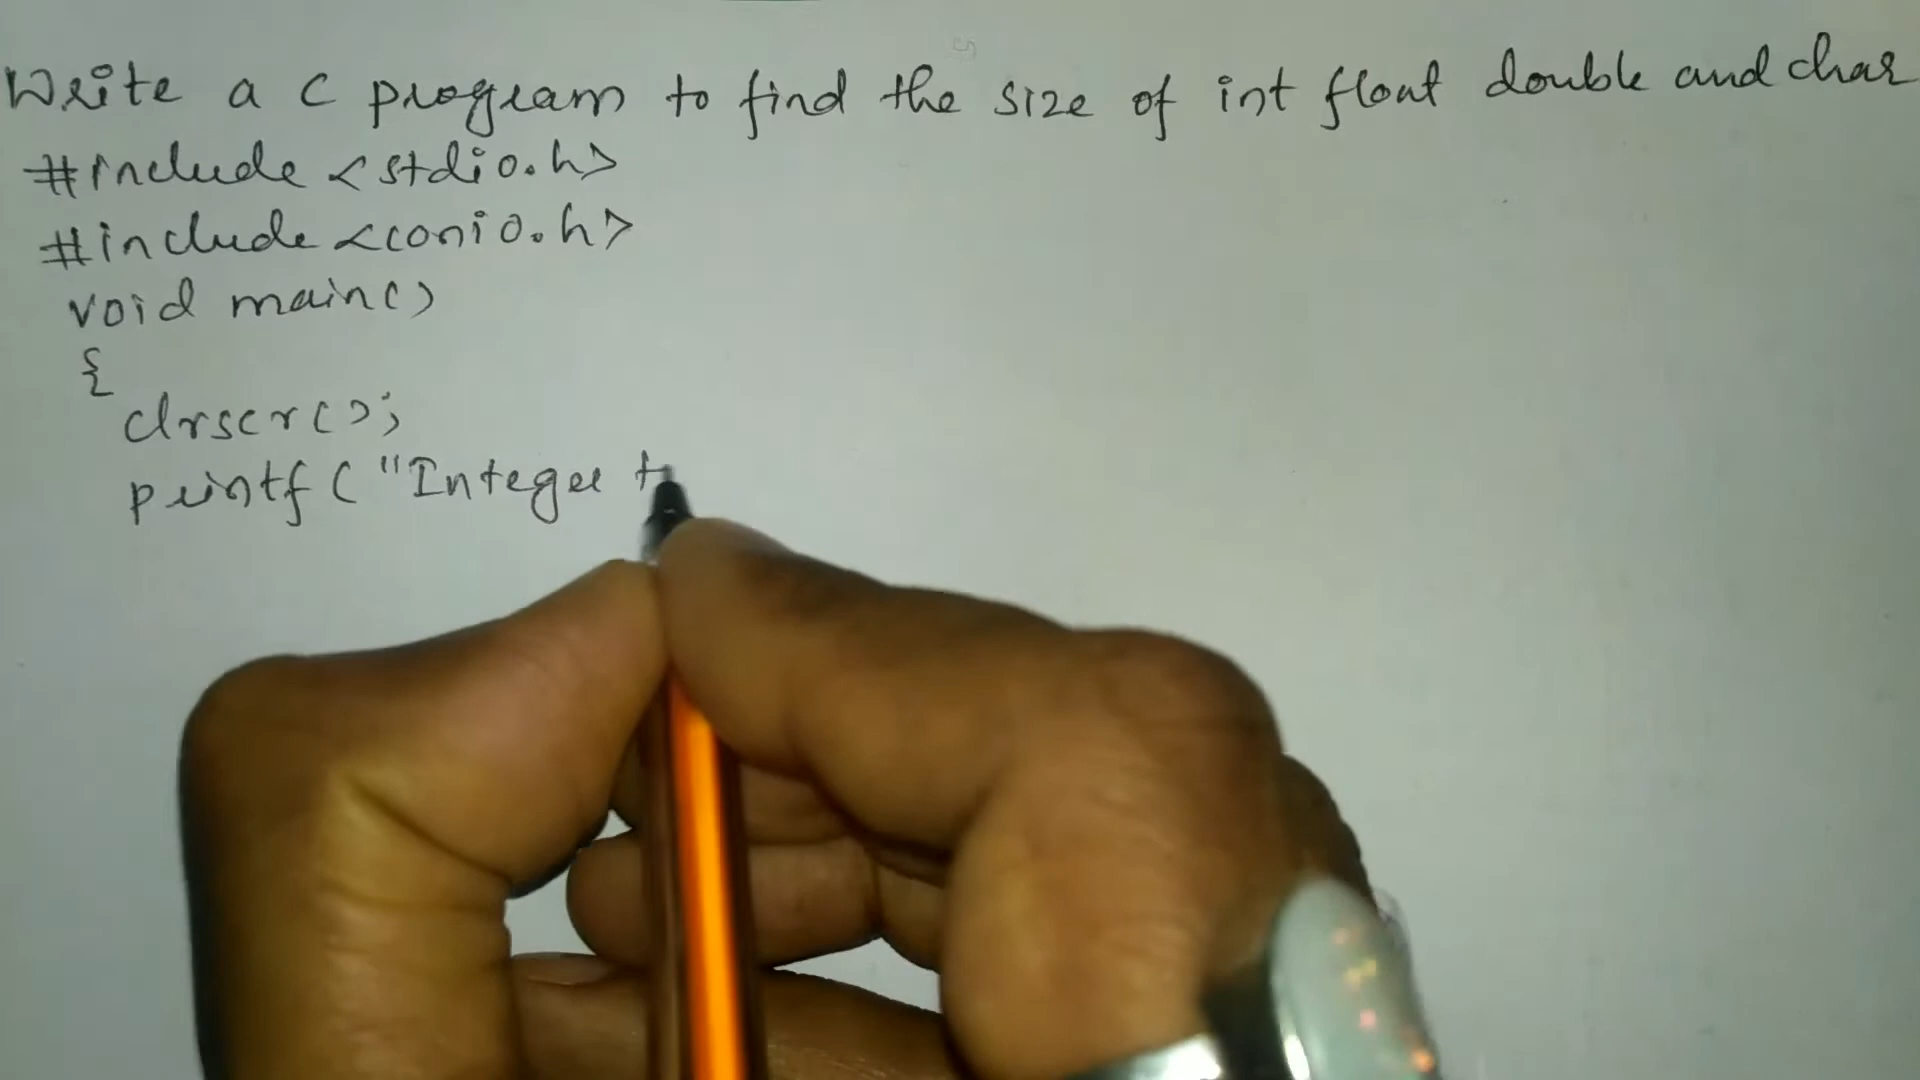 Write a C program to find the size of int float double and char
#include <stdio.h>
#include <conio.h>
void main()
{
clrscr();
printf ("Integer t